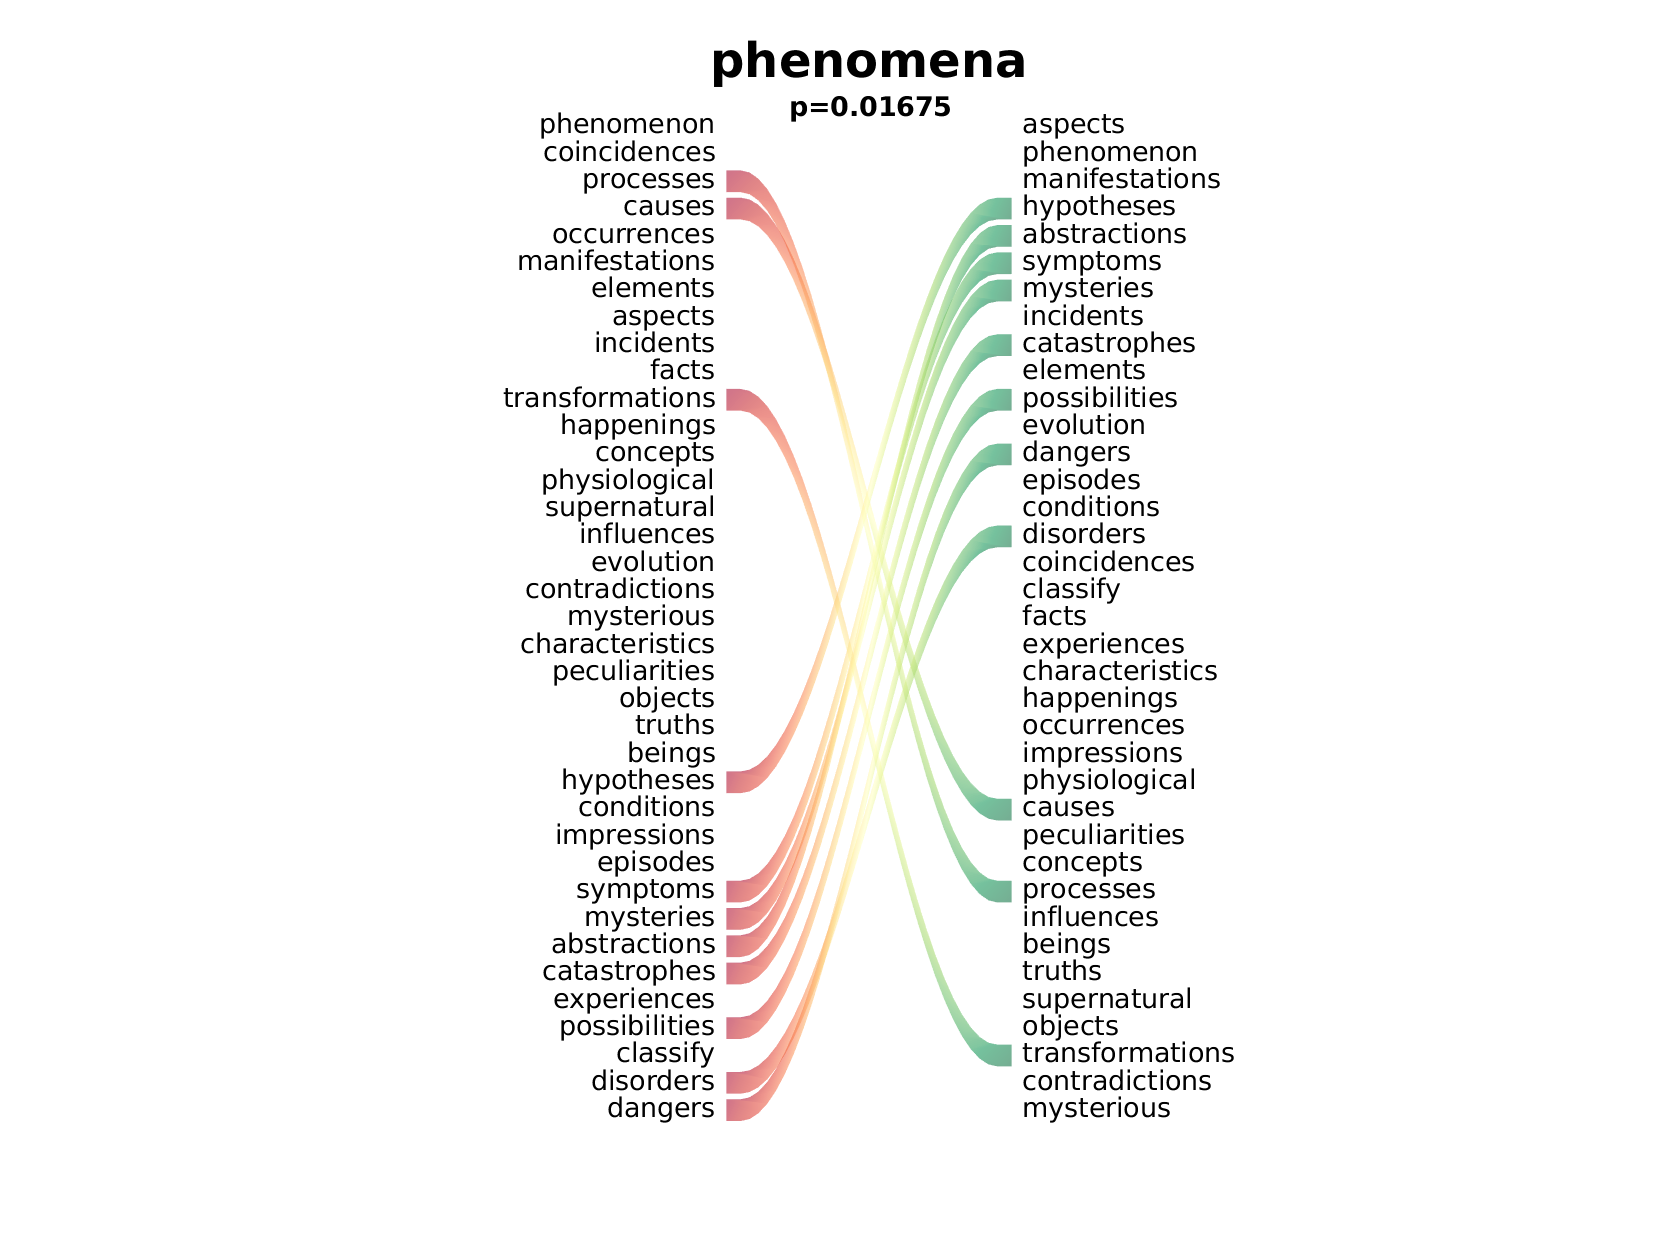 phenomena
p=0.01675
phenomenon
coincidences
processes
causes
occurrences
manifestations
elements
aspects
incidents
facts
transformations
happenings
concepts
physiological
supernatural
influences
evolution
contradictions
mysterious
characteristics
peculiarities
objects
truths
beings
hypotheses
conditions
impressions
episodes
symptoms
mysteries
abstractions
catastrophes
experiences
possibilities
classify
disorders
dangers
aspects
phenomenon
manifestations
hypotheses
abstractions
symptoms
mysteries
incidents
catastrophes
elements
possibilities
evolution
dangers
episodes
conditions
disorders
coincidences
classify
facts
experiences
characteristics
happenings
occurrences
impressions
physiological
causes
peculiarities
concepts
processes
influences
beings
truths
supernatural
objects
transformations
contradictions
mysterious